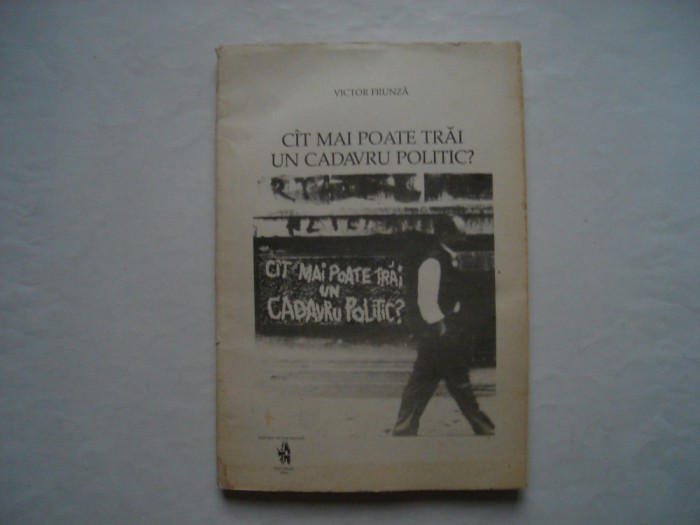 VICTOR FRUNZĂ
CÎT MAI POATE TRĂI
UN CADAVRU POLITIC?
CÎT MAI POATE TRĂI
UN
CADAVRU POLITIC?